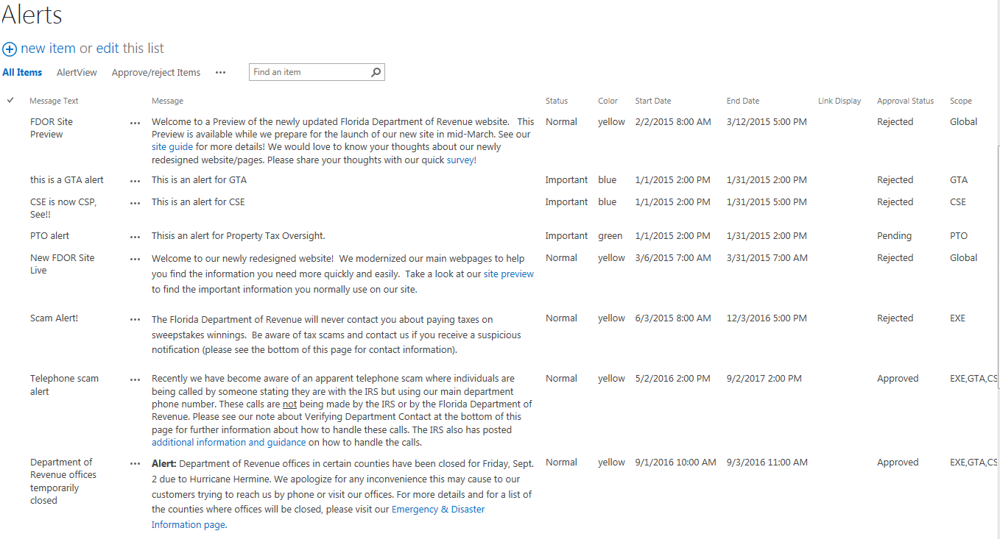 Alerts
new item or edit this list
All Items AlertView Approve/reject Items ••• Find an item
Message Text Message Status Color Start Date End Date Link Display Approval Status Scope
FDOR Site ••• Welcome to a Preview of the newly updated Florida Department of Revenue website. This Normal yellow 2/2/2015 8:00 AM 3/12/2015 5:00 PM Rejected Global
Preview Preview is available while we prepare for the launch of our new site in mid-March. See our
site guide for more details! We would love to know your thoughts about our newly
redesigned website/pages. Please share your thoughts with our quick survey!
this is a GTA alert ••• This is an alert for GTA Important blue 1/1/2015 2:00 PM 1/31/2015 2:00 PM Rejected GTA
CSE is now CSP, ••• This is an alert for CSE Important blue 1/1/2015 2:00 PM 1/31/2015 5:00 PM Rejected CSE
See!!
PTO alert ••• Thisis an alert for Property Tax Oversight. Important green 1/1/2015 2:00 PM 1/31/2015 2:00 PM Pending PTO
New FDOR Site ••• Welcome to our newly redesigned website! We modernized our main webpages to help Normal yellow 3/6/2015 7:00 AM 3/31/2015 7:00 AM Rejected Global
Live you find the information you need more quickly and easily. Take a look at our site preview
to find the important information you normally use on our site.
Scam Alert! ••• The Florida Department of Revenue will never contact you about paying taxes on Normal yellow 6/3/2015 8:00 AM 12/3/2016 5:00 PM Rejected EXE
sweepstakes winnings. Be aware of tax scams and contact us if you receive a suspicious
notification (please see the bottom of this page for contact information).
Telephone scam ••• Recently we have become aware of an apparent telephone scam where individuals are Normal yellow 5/2/2016 2:00 PM 9/2/2017 2:00 PM Approved EXE,GTA,CS
alert being called by someone stating they are with the IRS but using our main department
phone number. These calls are not being made by the IRS or by the Florida Department of
Revenue. Please see our note about Verifying Department Contact at the bottom of this
page for further information about how to handle these calls. The IRS also has posted
additional information and guidance on how to handle the calls.
Department of ••• Alert: Department of Revenue offices in certain counties have been closed for Friday, Sept. Normal yellow 9/1/2016 10:00 AM 9/3/2016 11:00 AM Approved EXE,GTA,CS
Revenue offices 2 due to Hurricane Hermine. We apologize for any inconvenience this may cause to our
temporarily customers trying to reach us by phone or visit our offices. For more details and for a list of
closed the counties where offices will be closed, please visit our Emergency & Disaster
Information page.